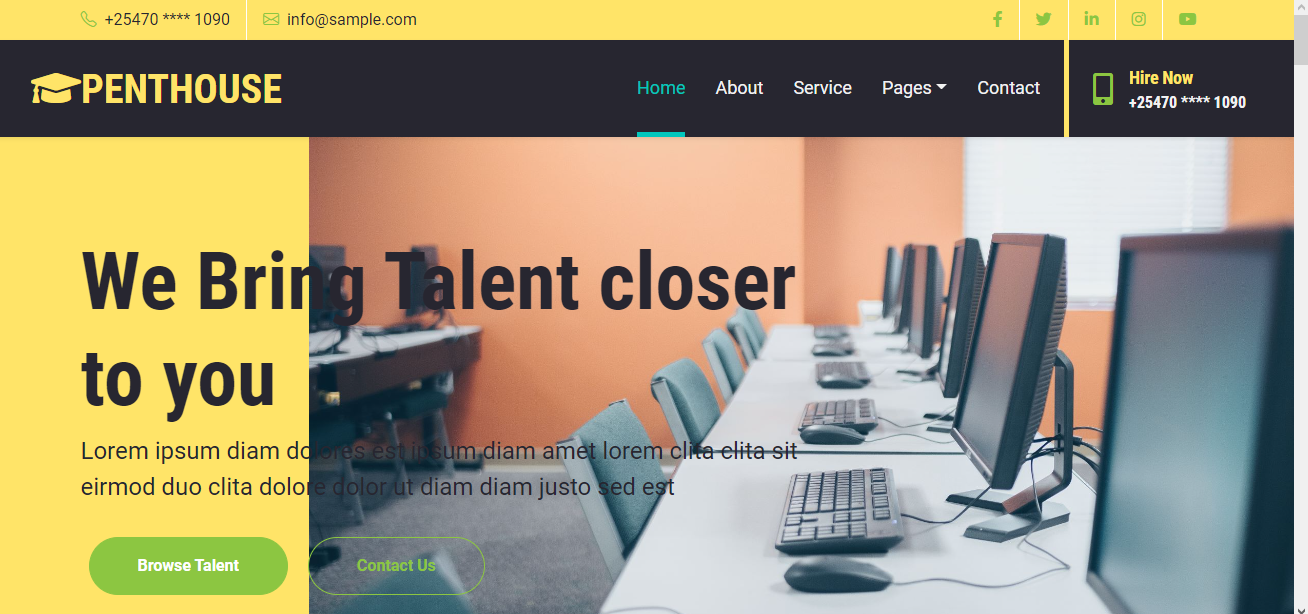 +25470 **** 1090
info@sample.com
PENTHOUSE
Home
About
Service
Pages
Contact
Hire Now
+25470 **** 1090
We Bring Talent closer
to you
Lorem ipsum diam dolores est ipsum diam amet lorem clita clita sit
eirmod duo clita dolore dolor ut diam diam justo sed est
Browse Talent
Contact Us